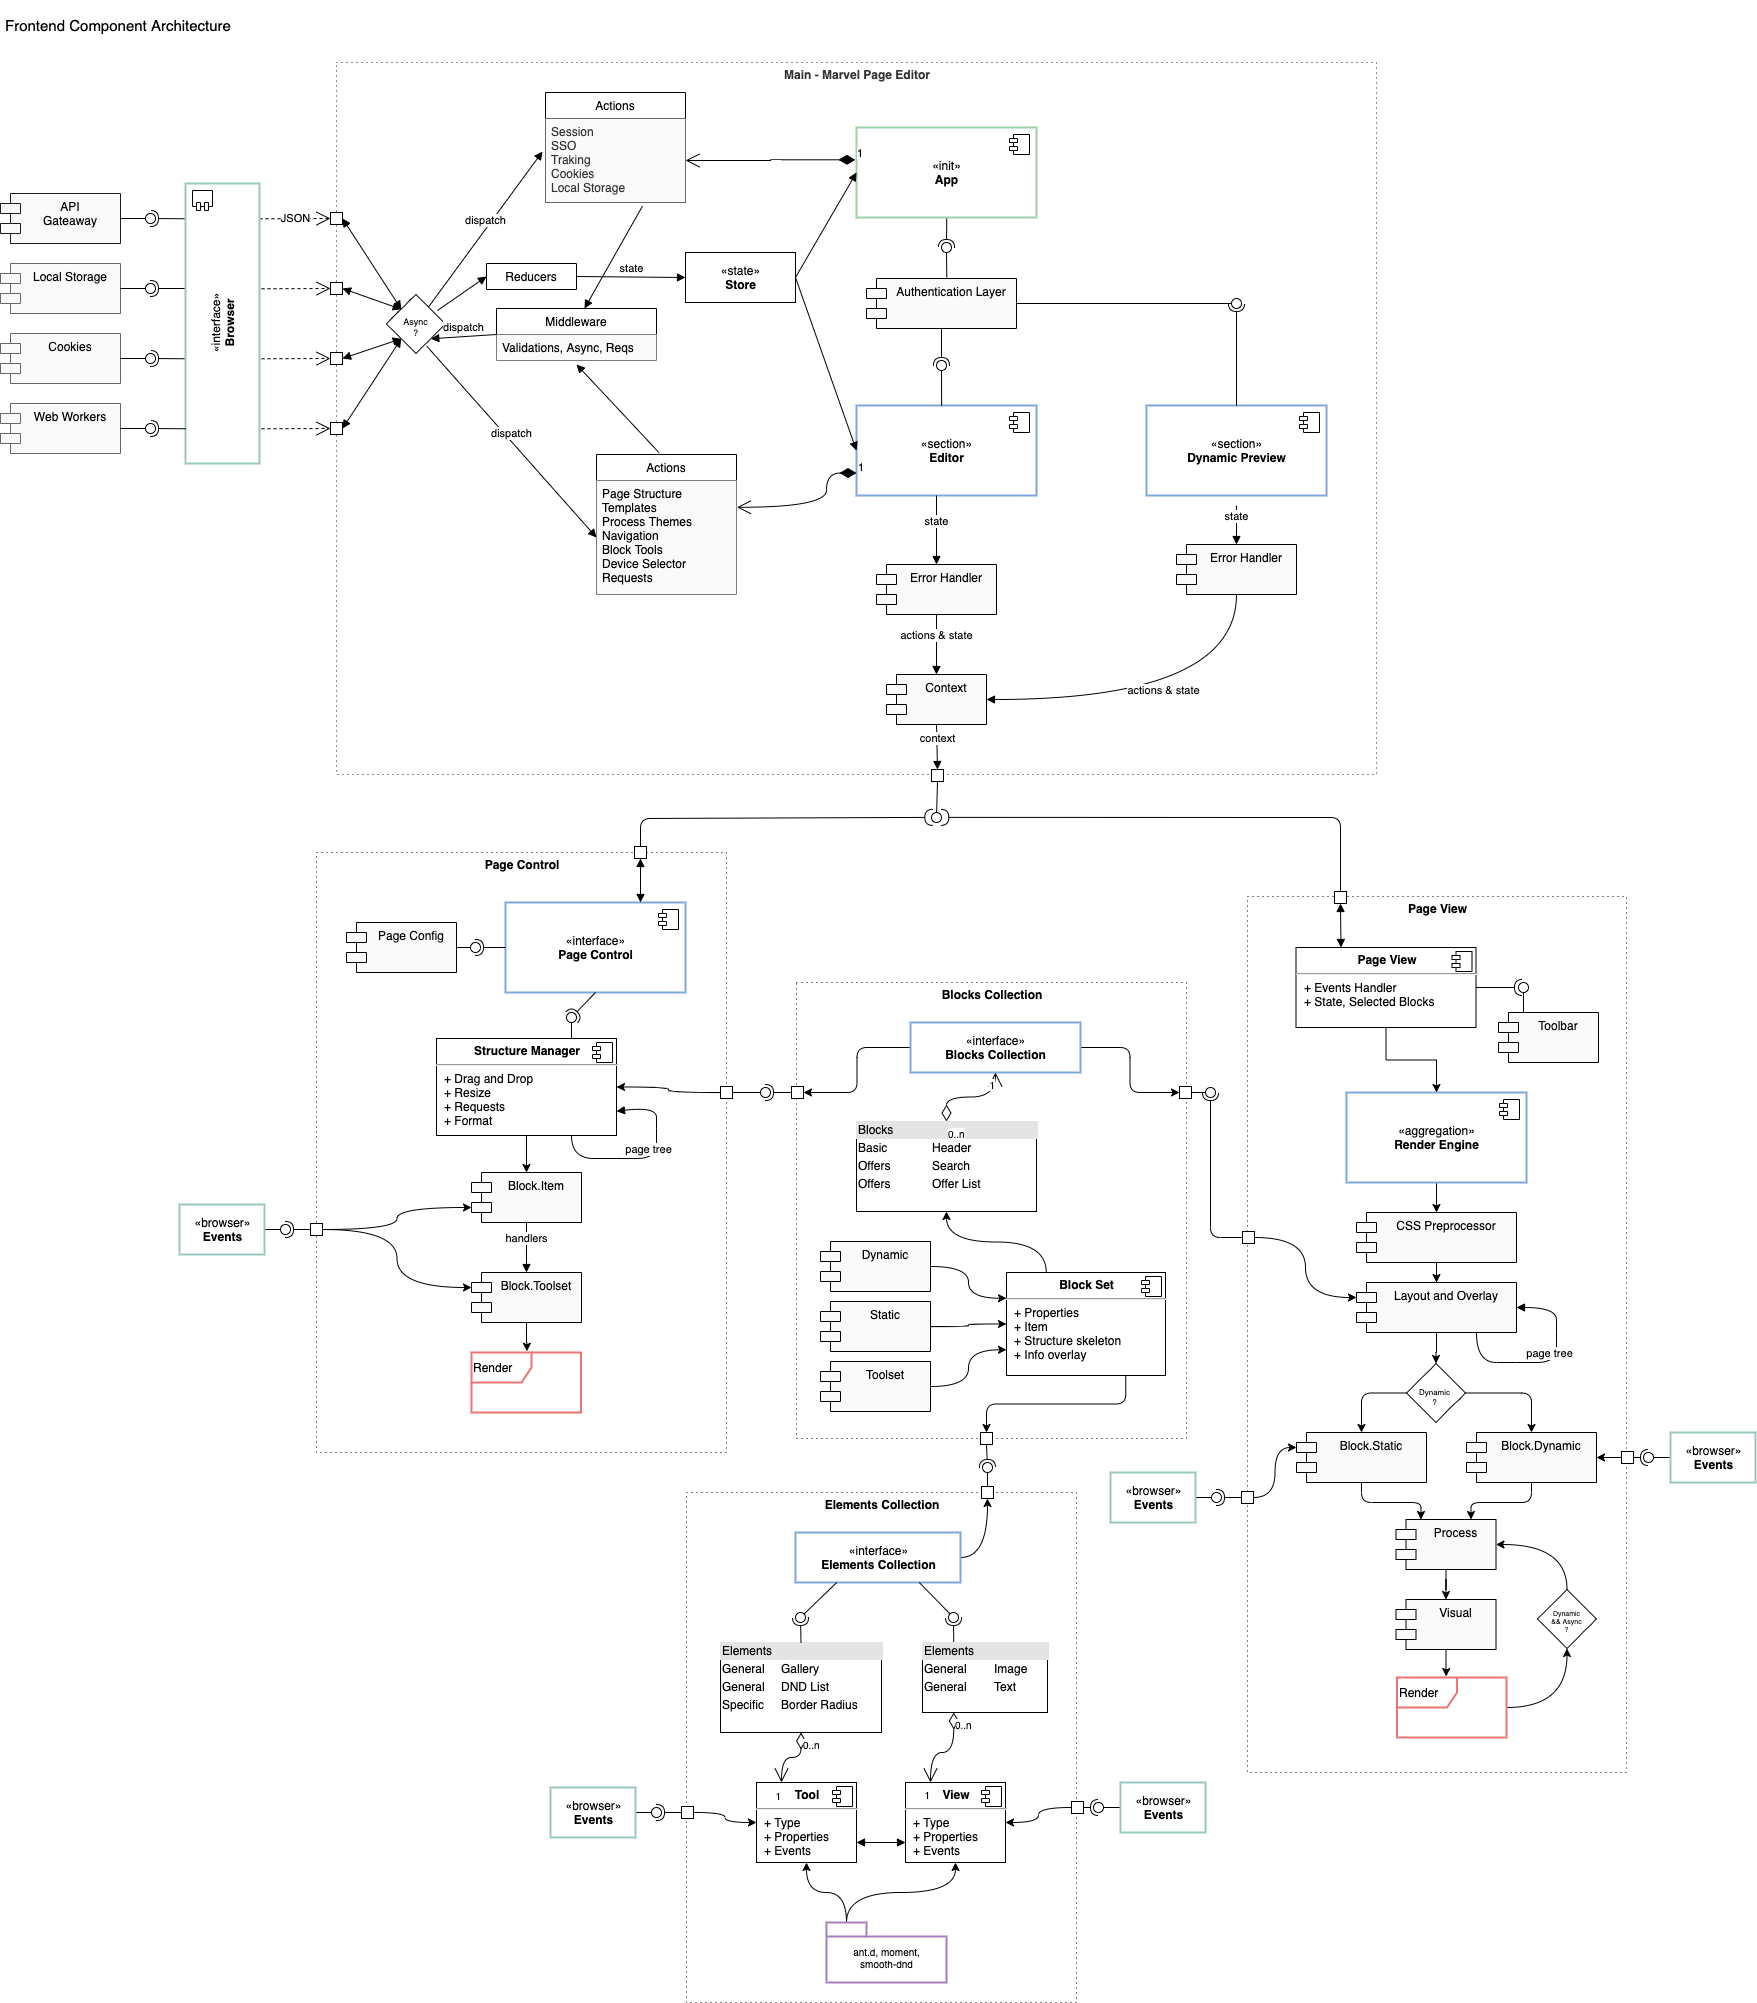 Frontend Component Architecture
Main - Marvel Page Editor
Actions
Session
SSO
Traking
Cookies
Local Storage
«init»
App
1
API
Gateaway
Local Storage
Cookies
Web Workers
«interface»
Browser
JSON
dispatch
Async
?
Reducers
state
«state»
Store
Middleware
Validations, Async, Reqs
dispatch
dispatch
Authentication Layer
Actions
Page Structure
Templates
Process Themes
Navigation
Block Tools
Device Selector
Requests
1
«section»
Editor
«section»
Dynamic Preview
state
state
Error Handler
Error Handler
actions & state
actions & state
Context
context
Page Control
Page Config
«interface»
Page Control
Structure Manager
+ Drag and Drop
+ Resize
+ Requests
+ Format
page tree
Block.Item
handlers
Block.Toolset
Render
«browser»
Events
Blocks Collection
«interface»
Blocks Collection
1
0..n
Blocks
Basic Header
Offers Search
Offers Offer List
Dynamic
Static
Toolset
Block Set
+ Properties
+ Item
+ Structure skeleton
+ Info overlay
Page View
Page View
+ Events Handler
+ State, Selected Blocks
Toolbar
«aggregation»
Render Engine
CSS Preprocessor
Layout and Overlay
page tree
Dynamic
?
Block.Static
Block.Dynamic
«browser»
Events
«browser»
Events
Process
Visual
Dynamic
&& Async
?
Render
Elements Collection
«interface»
Elements Collection
Elements
General Gallery
General DND List
Specific Border Radius
Elements
General Image
General Text
0..n
0..n
1 Tool
+ Type
+ Properties
+ Events
1 View
+ Type
+ Properties
+ Events
«browser»
Events
«browser»
Events
ant.d, moment,
smooth-dnd